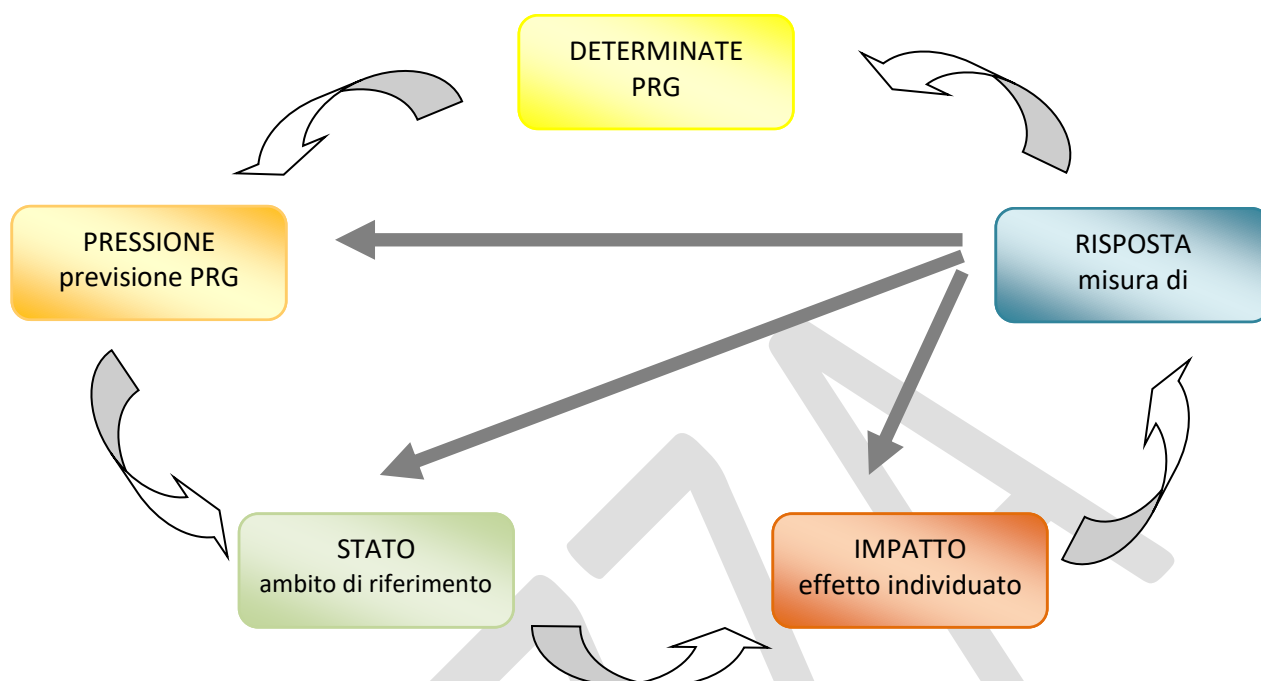 DETERMINATE
PRG
PRESSIONE
previsione PRG
RISPOSTA
misura di
STATO
ambito di riferimento
IMPATTO
effetto individuato